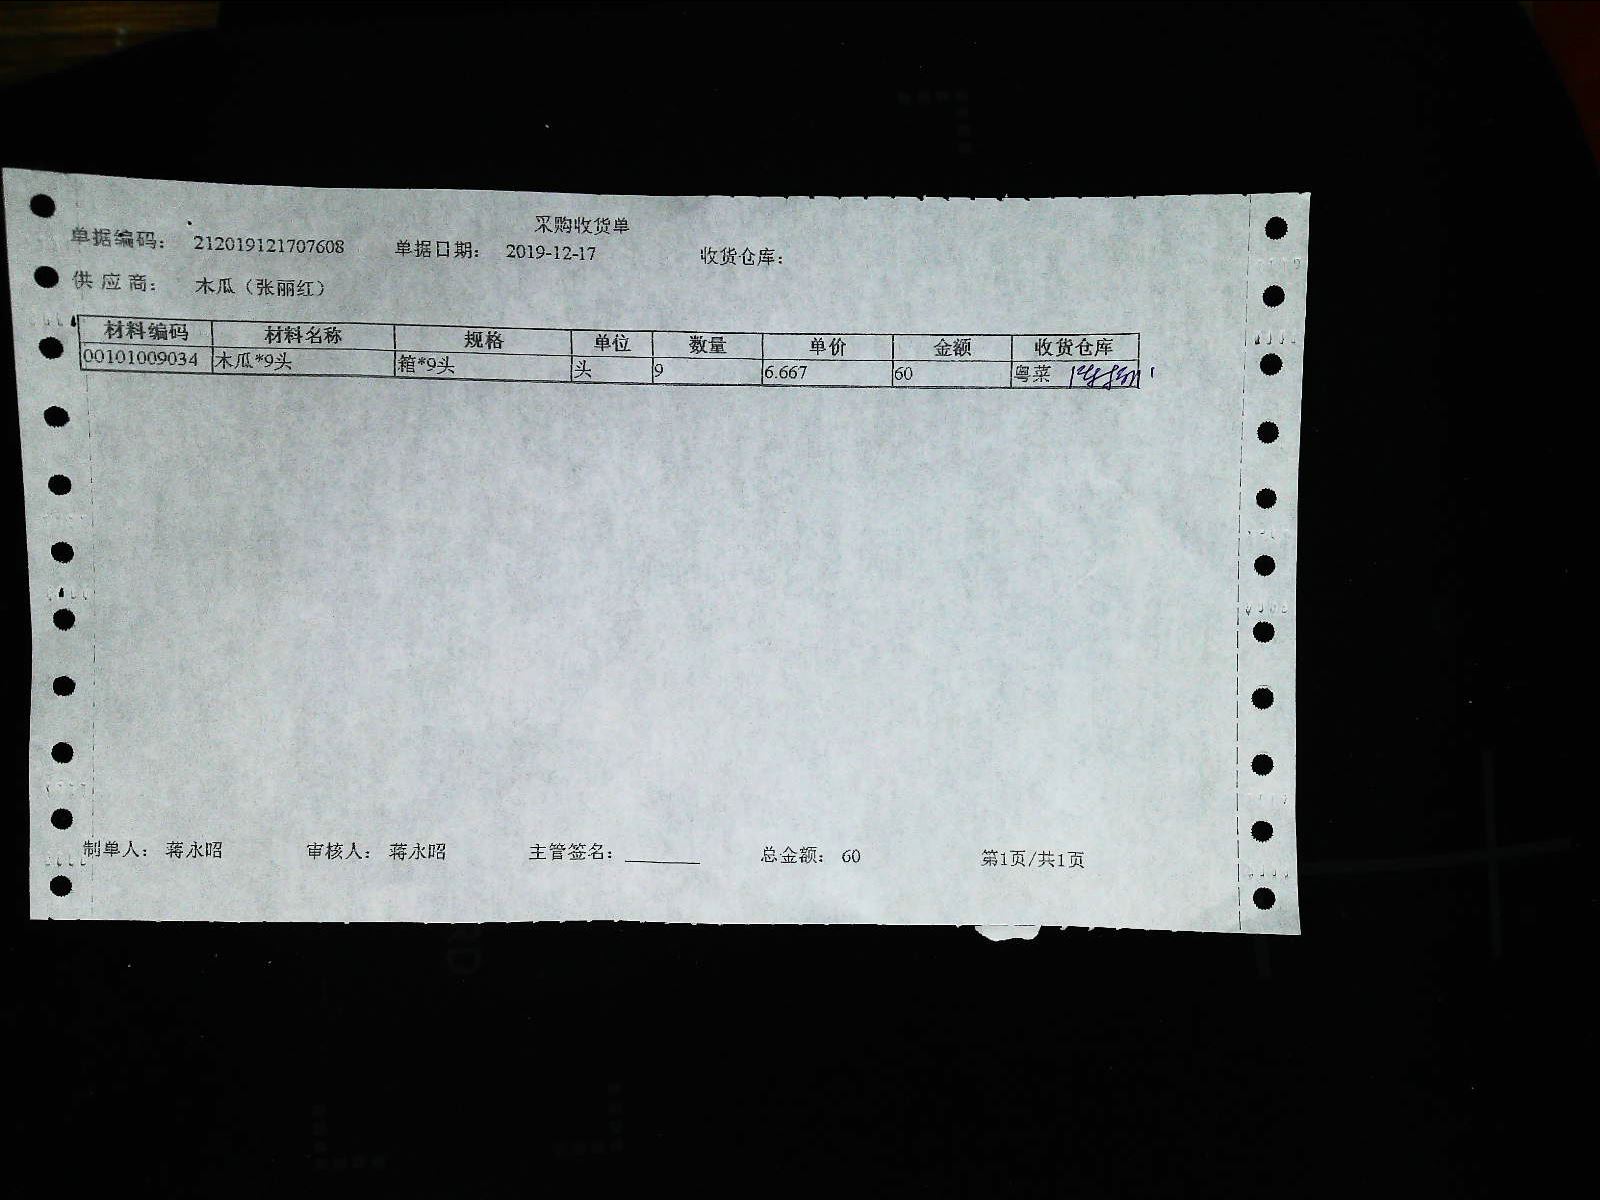 采购收货单
单据编码： 212019121707608 单据日期： 2019-12-17 收货仓库：
供 应 商： 木瓜（张丽红）
材料编码 材料名称 规格 单位 数量 单价 金额 收货仓库
00101009034 木瓜*9头 箱*9头 头 9 6.667 60 粤菜
制单人： 蒋永昭 审核人： 蒋永昭 主管签名：________ 总金额： 60 第1页/共1页